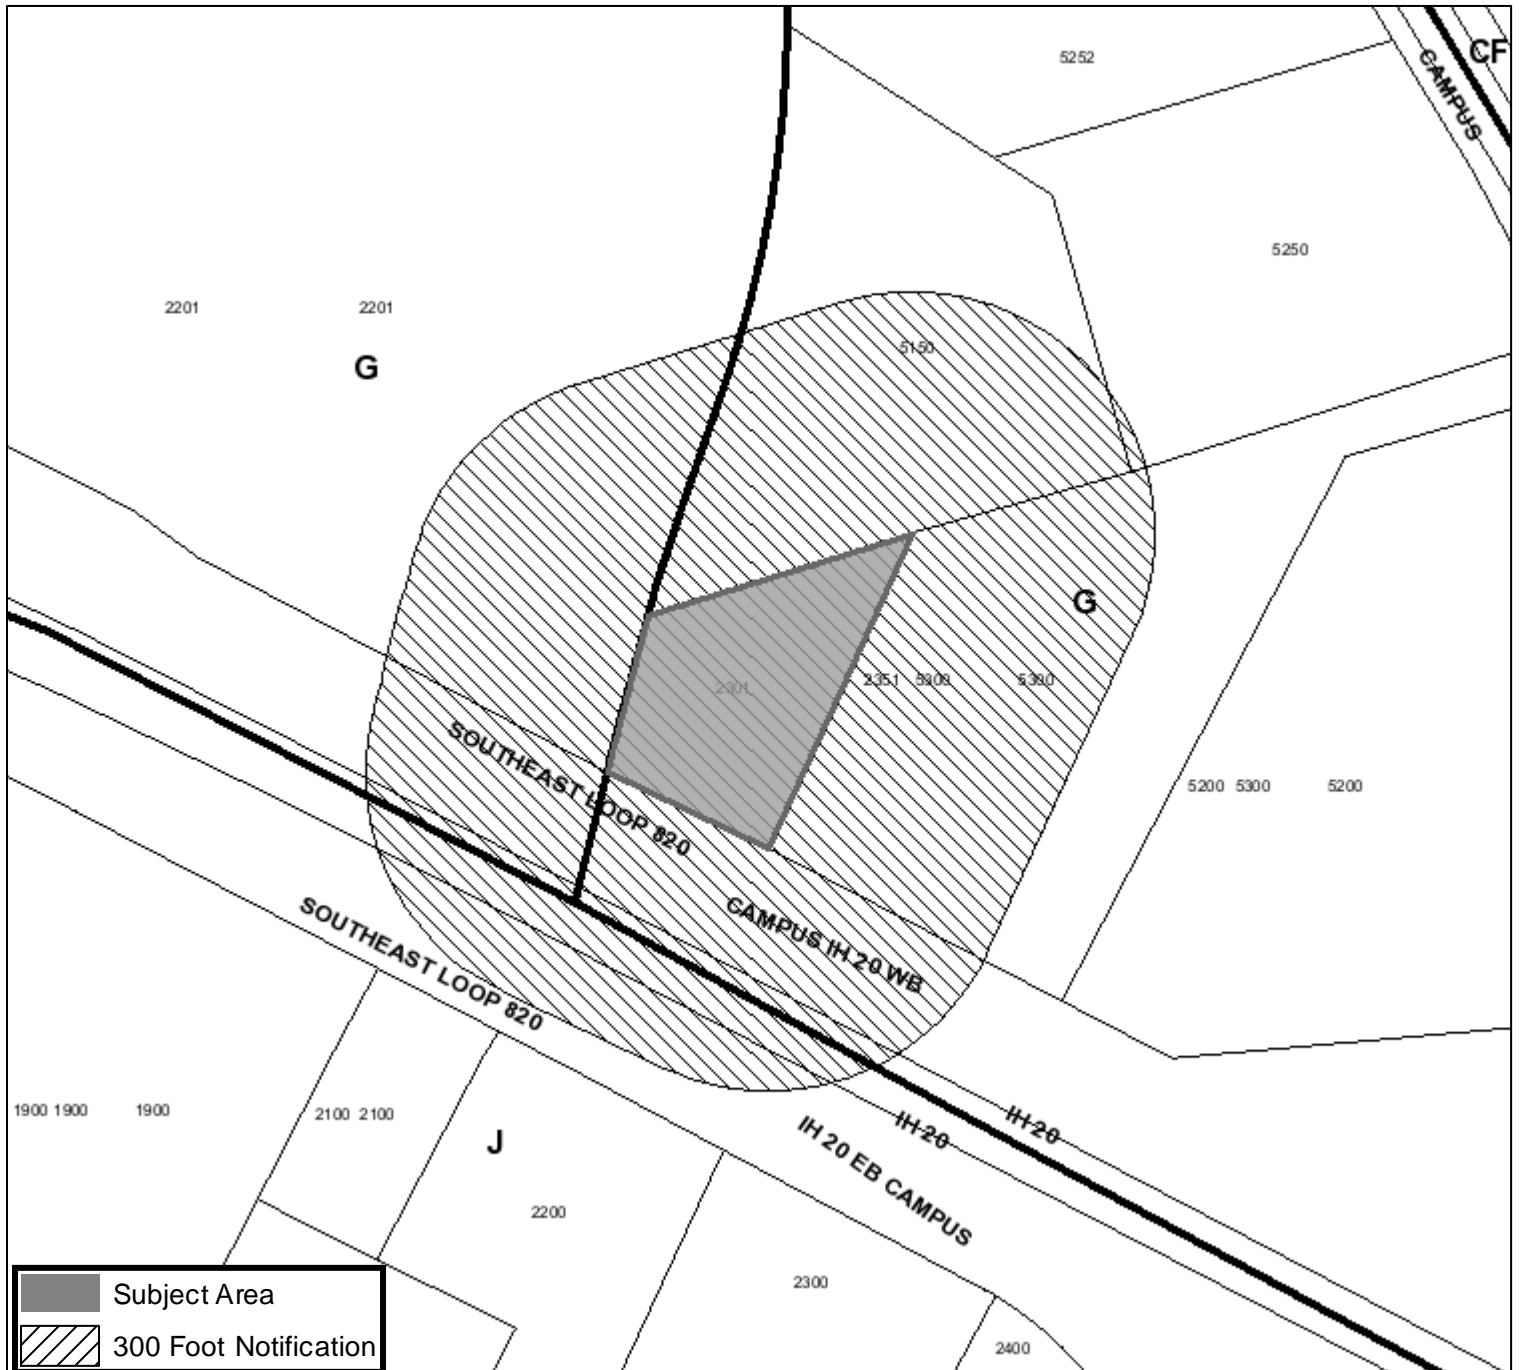 5252
CF
CAMPUS
5250
2201 2201
5150
G
G
2351 5300 5300
2301
SOUTHEAST LOOP 820
5200 5300 5200
CAMPUS IH 20 WB
SOUTHEAST LOOP 820
1900 1900 1900
2100 2100
J
IH 20
IH 20
IH 20 EB CAMPUS
2200
2300
2400
Subject Area
300 Foot Notification